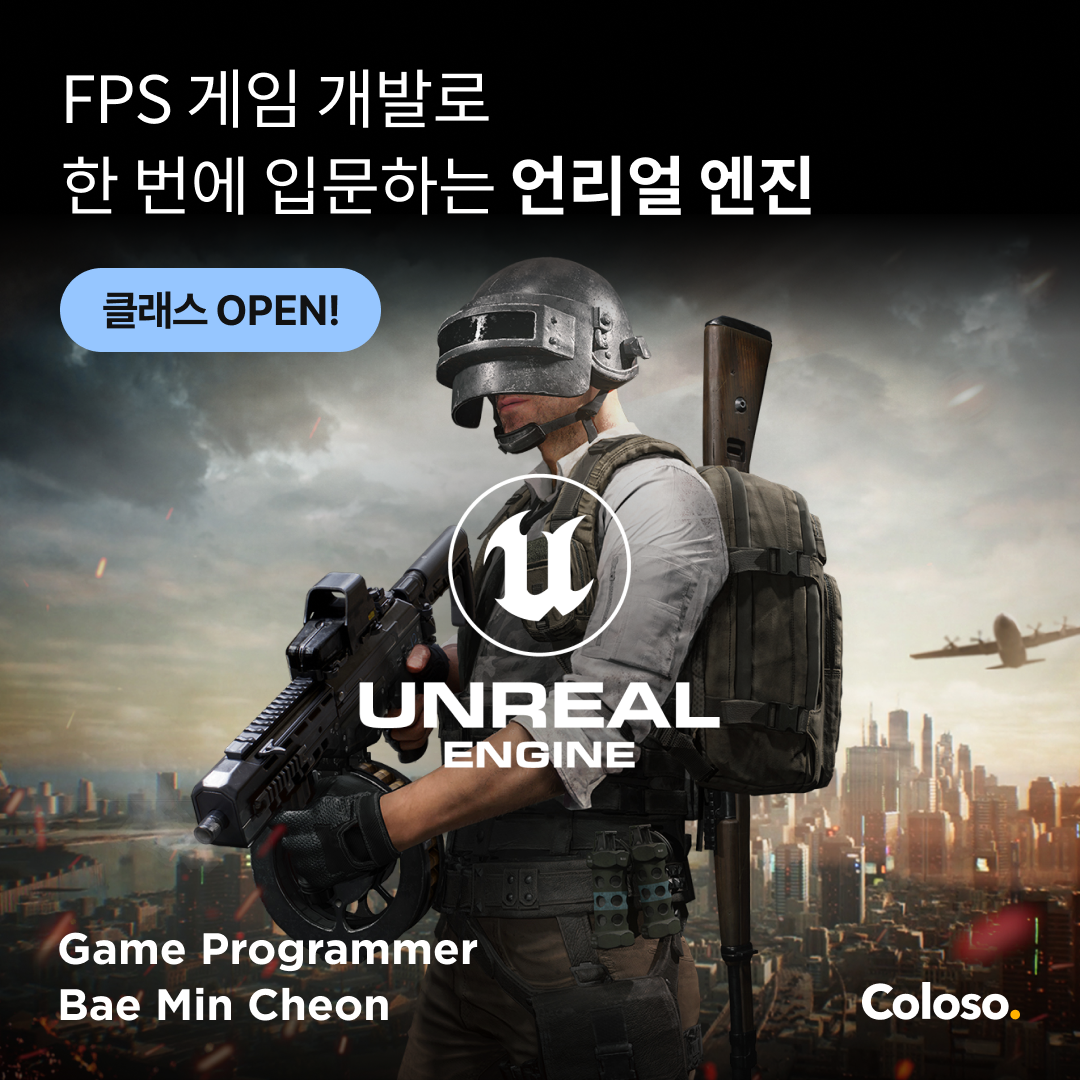 FPS 게임 개발로
한 번에 입문하는 언리얼 엔진
클래스 OPEN!
UNREAL
ENGINE
Game Programmer
Bae Min Cheon
Coloso.